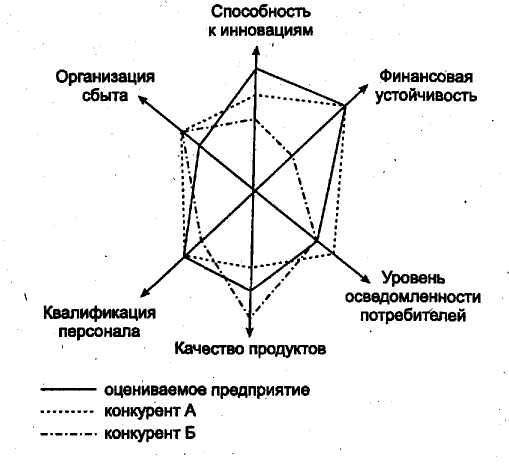 Способность
к инновациям
Организация
сбыта
Финансовая
устойчивость
Квалификация
персонала
Уровень
осведомленности
потребителей
Качество продуктов
оцениваемое предприятие
конкурент А
конкурент Б